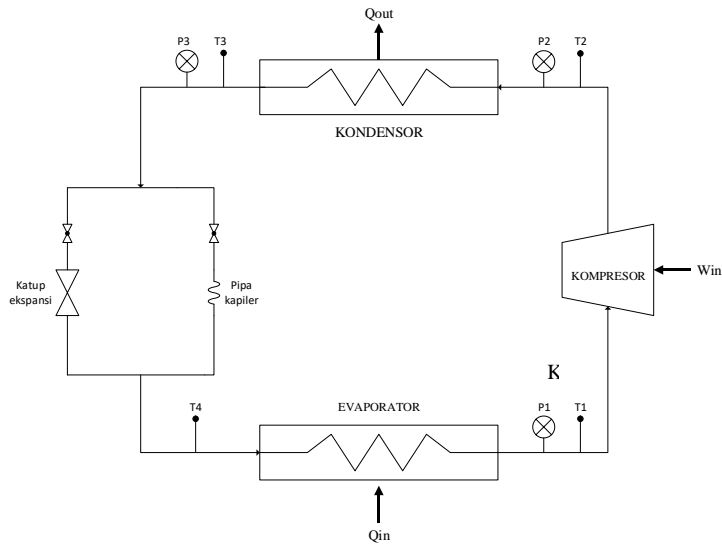 Qout
P3
T3
P2
T2
KONDENSOR
Katup
ekspansi
Pipa
kapiler
KOMPRESOR
Win
K
T4
EVAPORATOR
P1
T1
Qin